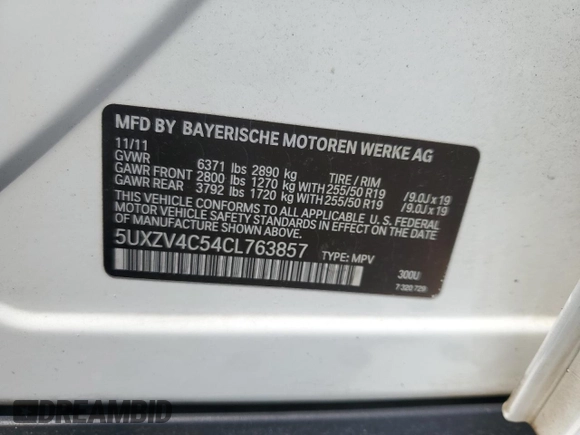 MFD BY BAYERISCHE MOTOREN WERKE AG
11/11
GVWR 6371 lbs 2890 kg TIRE / RIM
GAWR FRONT 2800 lbs 1270 kg WITH 255/50 R19 /9.0J x 19
GAWR REAR 3792 lbs 1720 kg WITH 255/50 R19 /9.0J x 19
THIS VEHICLE CONFORMS TO ALL APPLICABLE U. S. FEDERAL
MOTOR VEHICLE SAFETY STANDARDS IN EFFECT ON THE DATE
OF MANUFACTURE SHOWN ABOVE.
5UXZV4C54CL763857 TYPE: MPV
300U
7 320 729
DREAMBID